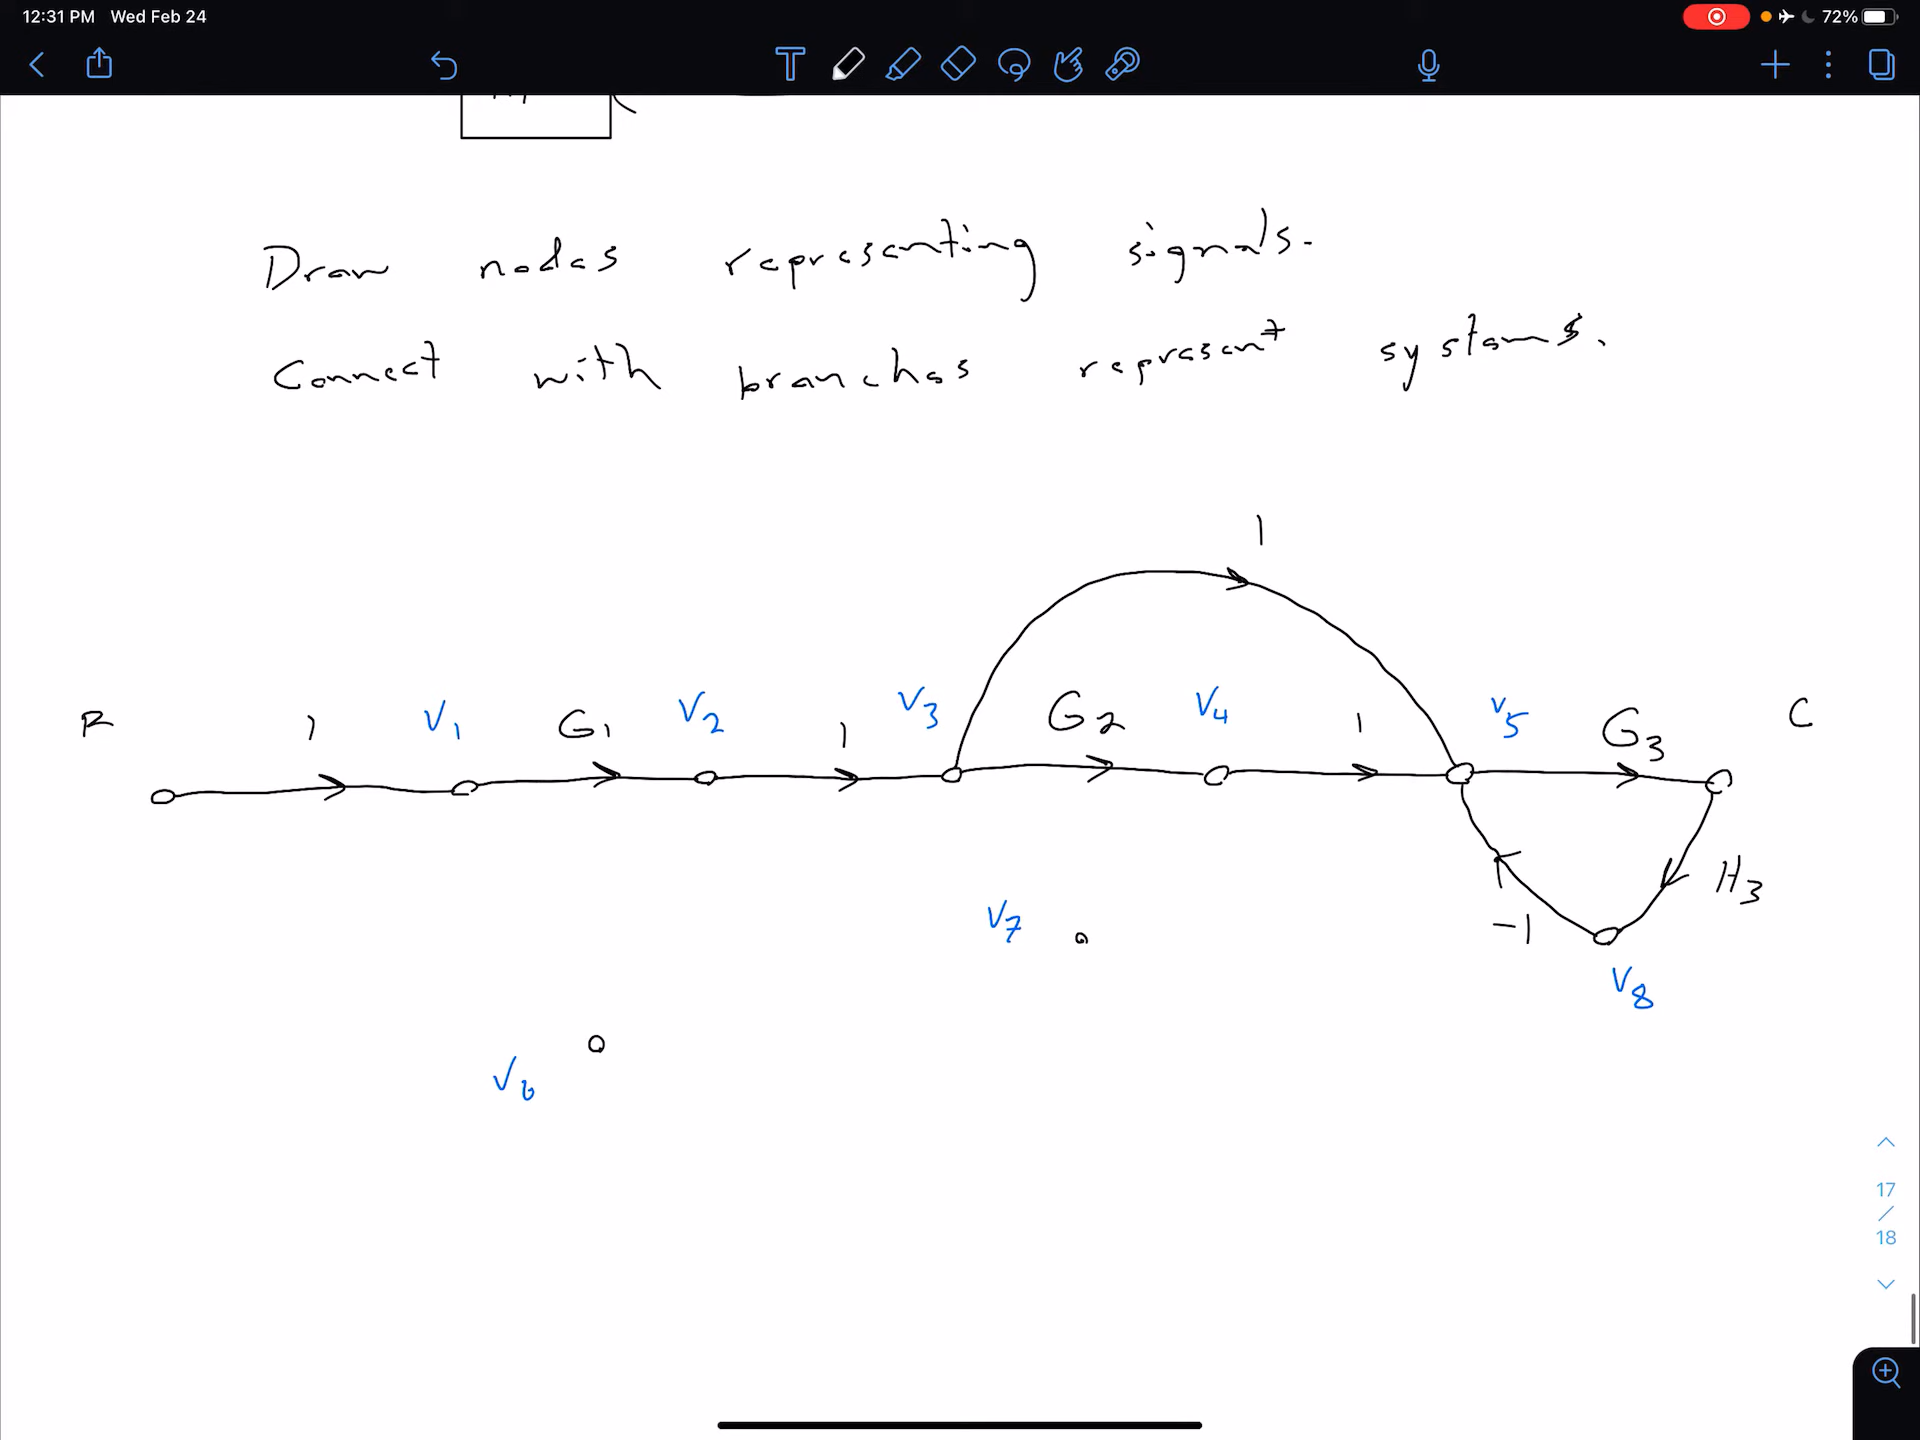 12:31 PM Wed Feb 24
72%
Draw nodes representing signals.
Connect with branches represent systems.
1
R 1 V1 G1 V2 1 V3 G2 V4 1 V5 G3 C
H3
-1
V7
V8
V6
17
/
18